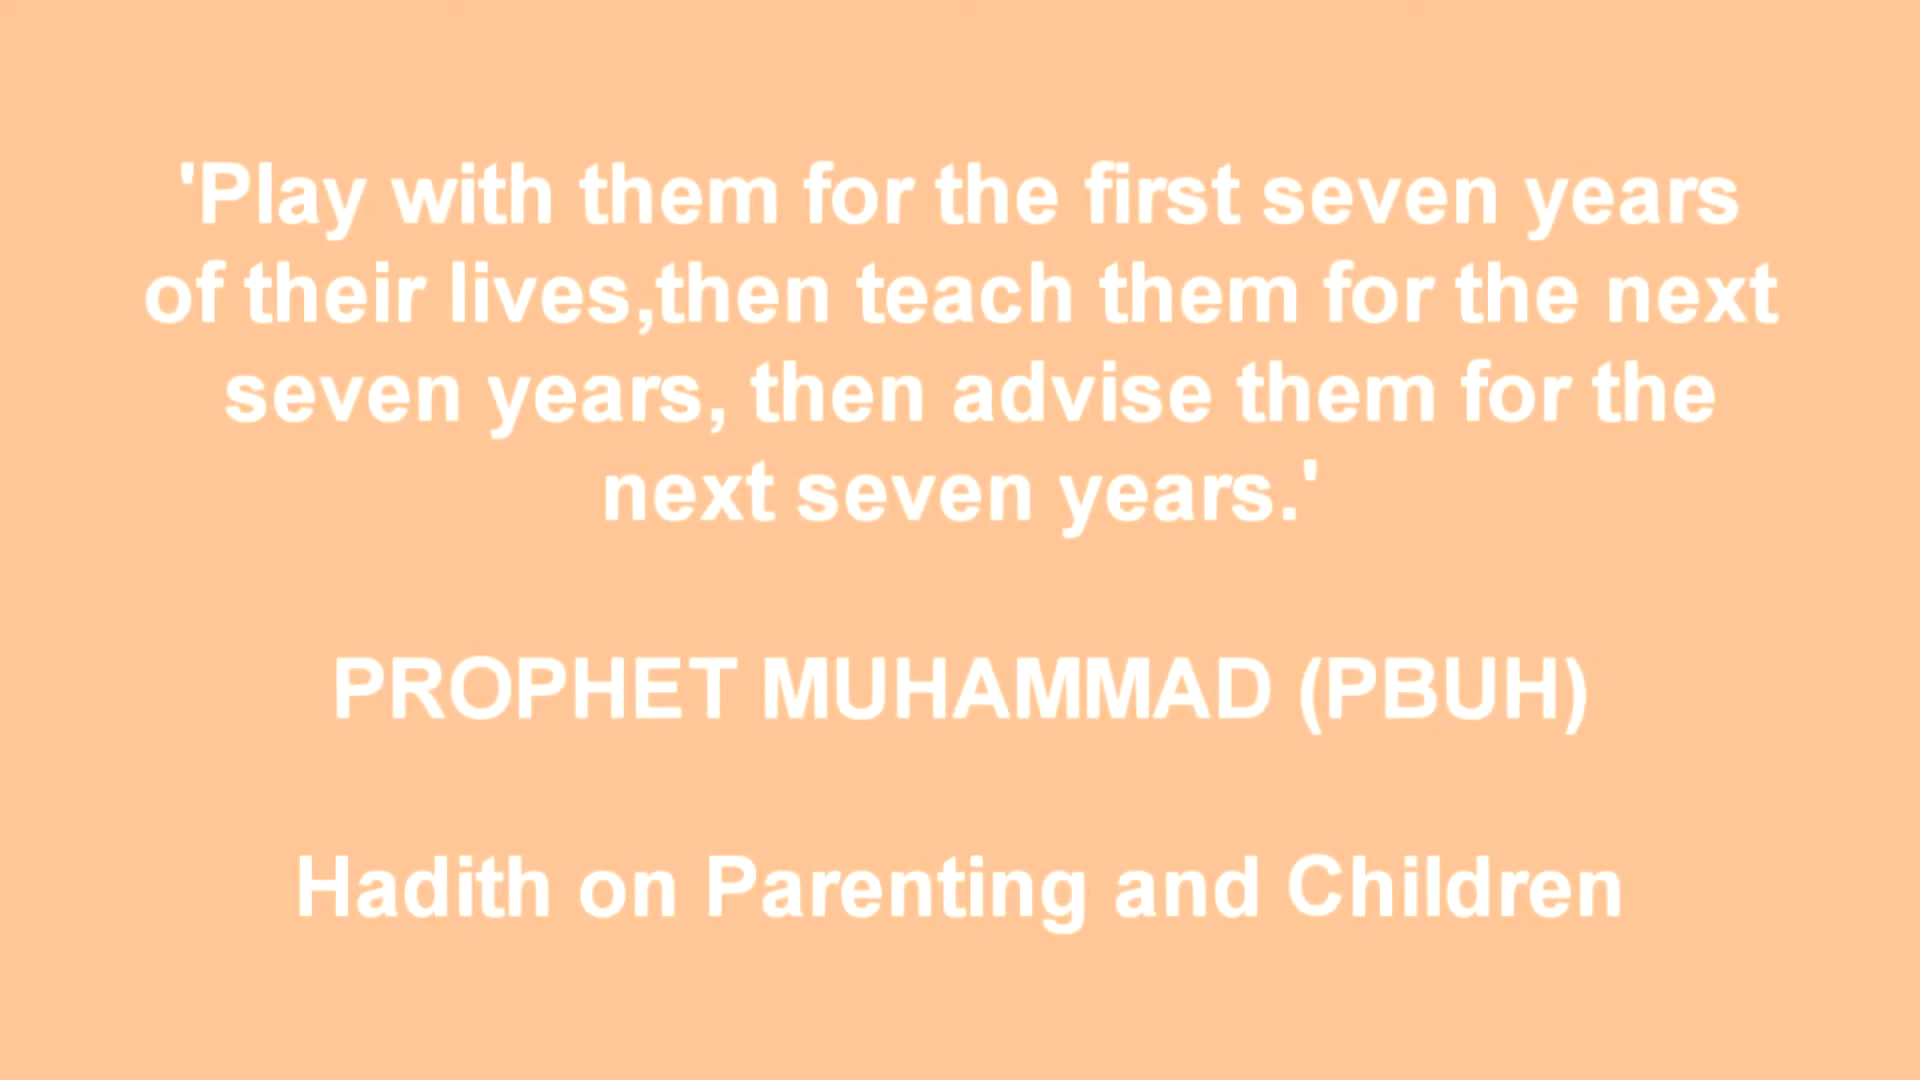 'Play with them for the first seven years
of their lives,then teach them for the next
seven years, then advise them for the
next seven years.'
PROPHET MUHAMMAD (PBUH)
Hadith on Parenting and Children